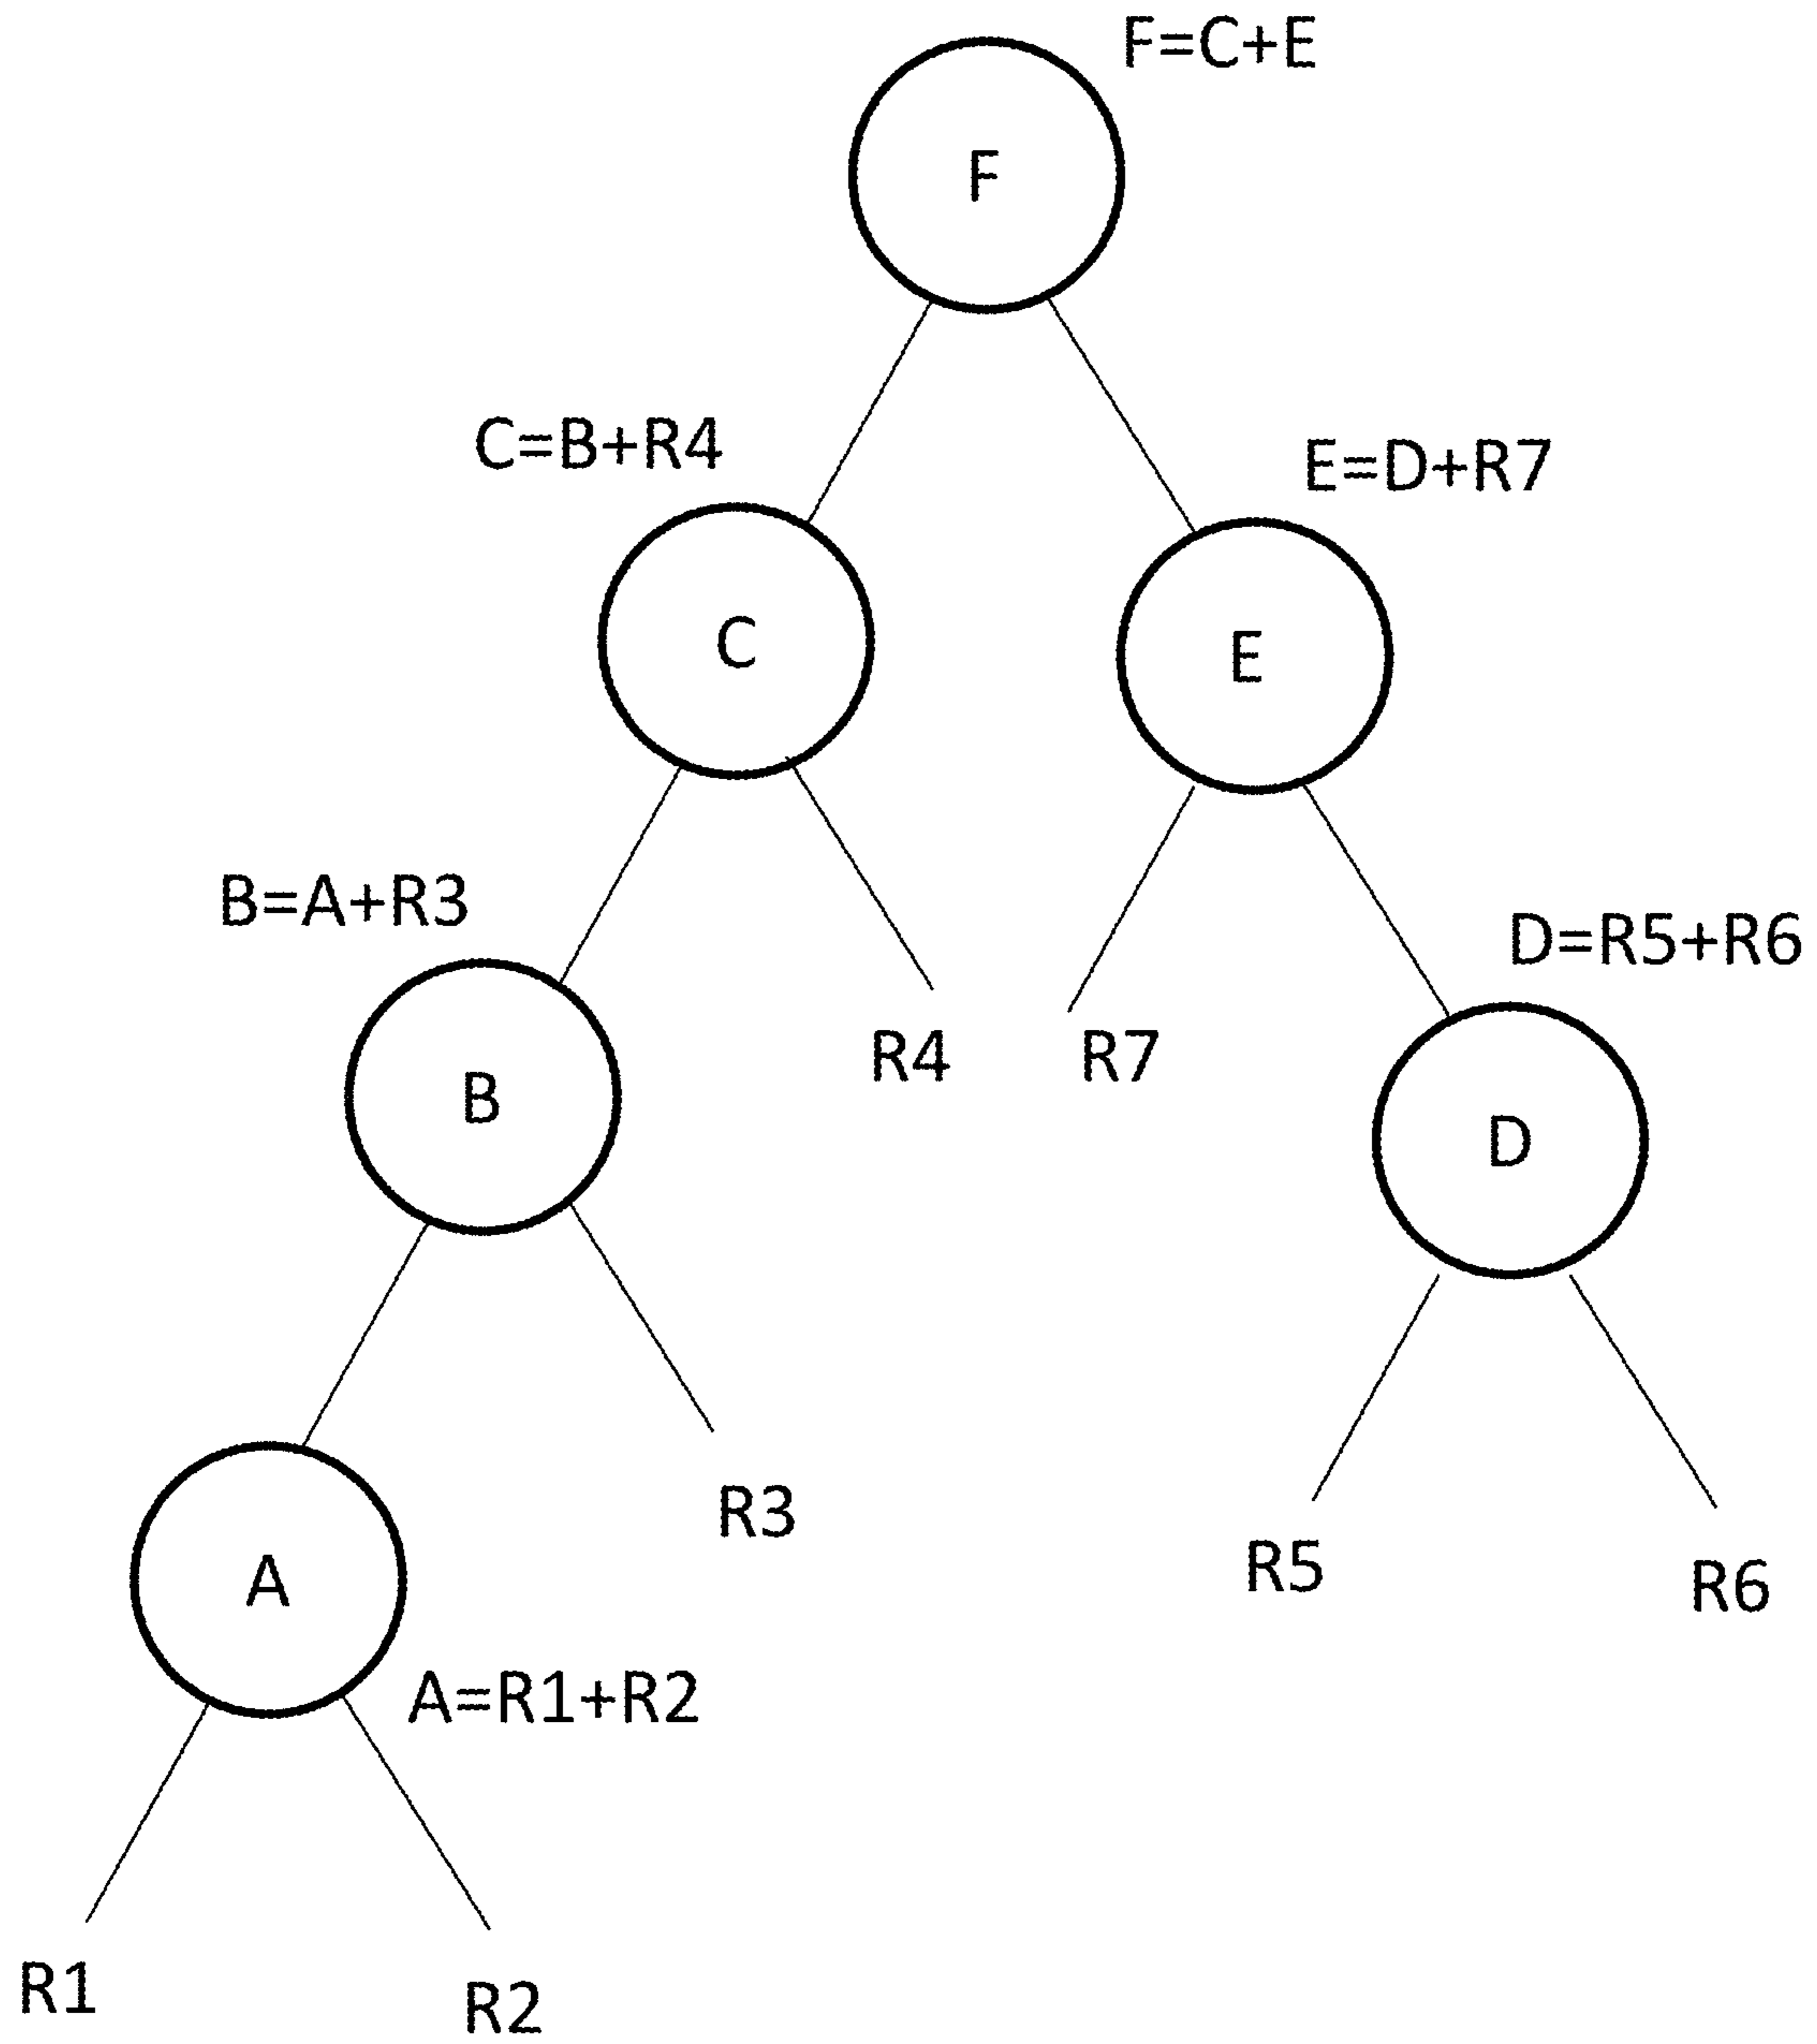 F=C+E
F
C=B+R4
E=D+R7
C
E
B=A+R3
D=R5+R6
R4
R7
B
D
R3
R5
R6
A
A=R1+R2
R1
R2